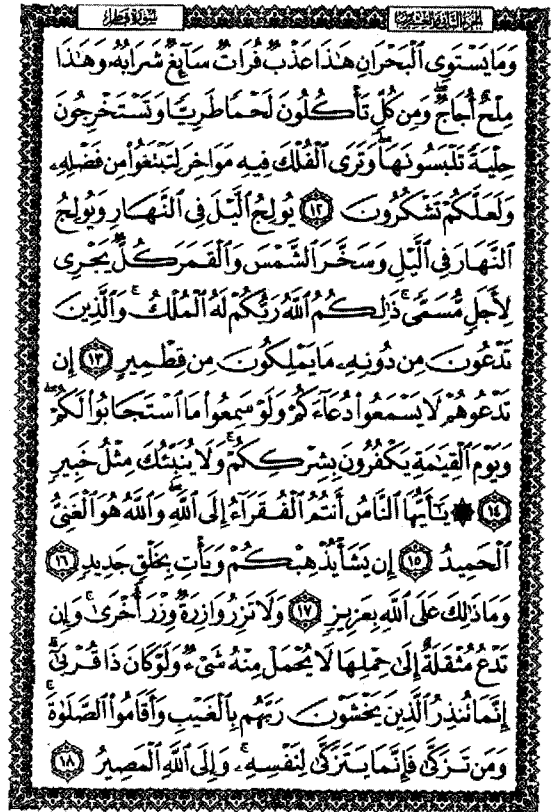 سُورَةُ فَاطِرٍ
الجزء الثاني والعشرون
وَمَا يَسْتَوِى ٱلْبَحْرَانِ هَٰذَا عَذْبٌ فُرَاتٌ سَآئِغٌ شَرَابُهُۥ وَهَٰذَا
مِلْحٌ أُجَاجٌ ۖ وَمِن كُلٍّ تَأْكُلُونَ لَحْمًا طَرِيًّا وَتَسْتَخْرِجُونَ
حِلْيَةً تَلْبَسُونَهَا ۖ وَتَرَى ٱلْفُلْكَ فِيهِ مَوَاخِرَ لِتَبْتَغُوا۟ مِن فَضْلِهِۦ
وَلَعَلَّكُمْ تَشْكُرُونَ ١٢ يُولِجُ ٱلَّيْلَ فِى ٱلنَّهَارِ وَيُولِجُ
ٱلنَّهَارَ فِى ٱلَّيْلِ وَسَخَّرَ ٱلشَّمْسَ وَٱلْقَمَرَ كُلٌّ يَجْرِى
لِأَجَلٍ مُّسَمًّى ۚ ذَٰلِكُمُ ٱللَّهُ رَبُّكُمْ لَهُ ٱلْمُلْكُ ۚ وَٱلَّذِينَ
تَدْعُونَ مِن دُونِهِۦ مَا يَمْلِكُونَ مِن قِطْمِيرٍ ١٣ إِن
تَدْعُوهُمْ لَا يَسْمَعُوا۟ دُعَآءَكُمْ وَلَوْ سَمِعُوا۟ مَا ٱسْتَجَابُوا۟ لَكُمْ ۖ
وَيَوْمَ ٱلْقِيَٰمَةِ يَكْفُرُونَ بِشِرْكِكُمْ ۚ وَلَا يُنَبِّئُكَ مِثْلُ خَبِيرٍ
١٤ ۞ يَٰٓأَيُّهَا ٱلنَّاسُ أَنتُمُ ٱلْفُقَرَآءُ إِلَى ٱللَّهِ ۖ وَٱللَّهُ هُوَ ٱلْغَنِىُّ
ٱلْحَمِيدُ ١٥ إِن يَشَأْ يُذْهِبْكُمْ وَيَأْتِ بِخَلْقٍ جَدِيدٍ ١٦
وَمَا ذَٰلِكَ عَلَى ٱللَّهِ بِعَزِيزٍ ١٧ وَلَا تَزِرُ وَازِرَةٌ وِزْرَ أُخْرَىٰ ۚ وَإِن
تَدْعُ مُثْقَلَةٌ إِلَىٰ حِمْلِهَا لَا يُحْمَلْ مِنْهُ شَىْءٌ وَلَوْ كَانَ ذَا قُرْبَىٰٓ ۗ
إِنَّمَا تُنذِرُ ٱلَّذِينَ يَخْشَوْنَ رَبَّهُم بِٱلْغَيْبِ وَأَقَامُوا۟ ٱلصَّلَوٰةَ ۚ
وَمَن تَزَكَّىٰ فَإِنَّمَا يَتَزَكَّىٰ لِنَفْسِهِۦ ۚ وَإِلَى ٱللَّهِ ٱلْمَصِيرُ ١٨